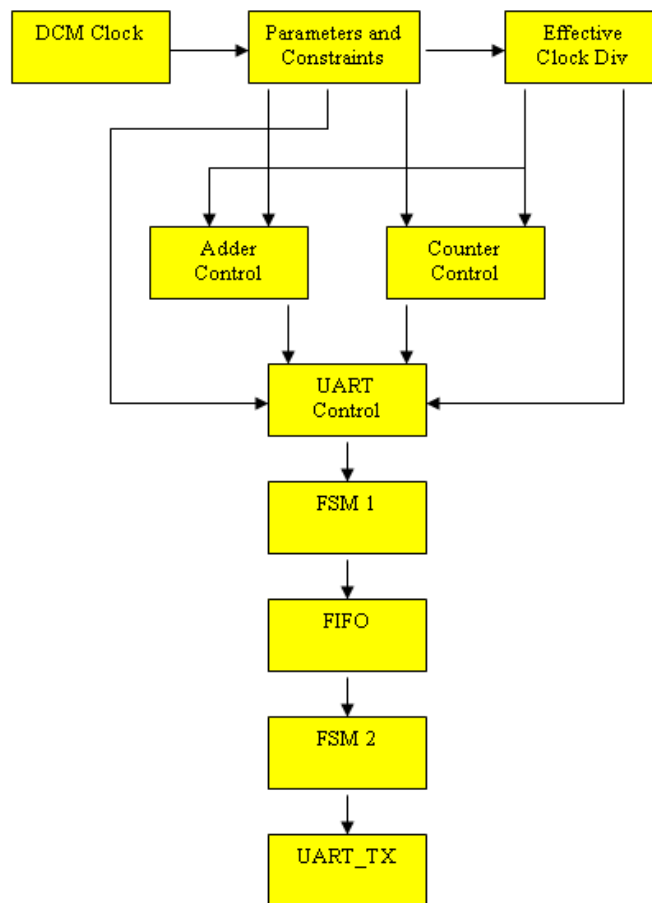 DCM Clock
Parameters and
Constraints
Effective
Clock Div
Adder
Control
Counter
Control
UART
Control
FSM 1
FIFO
FSM 2
UART_TX